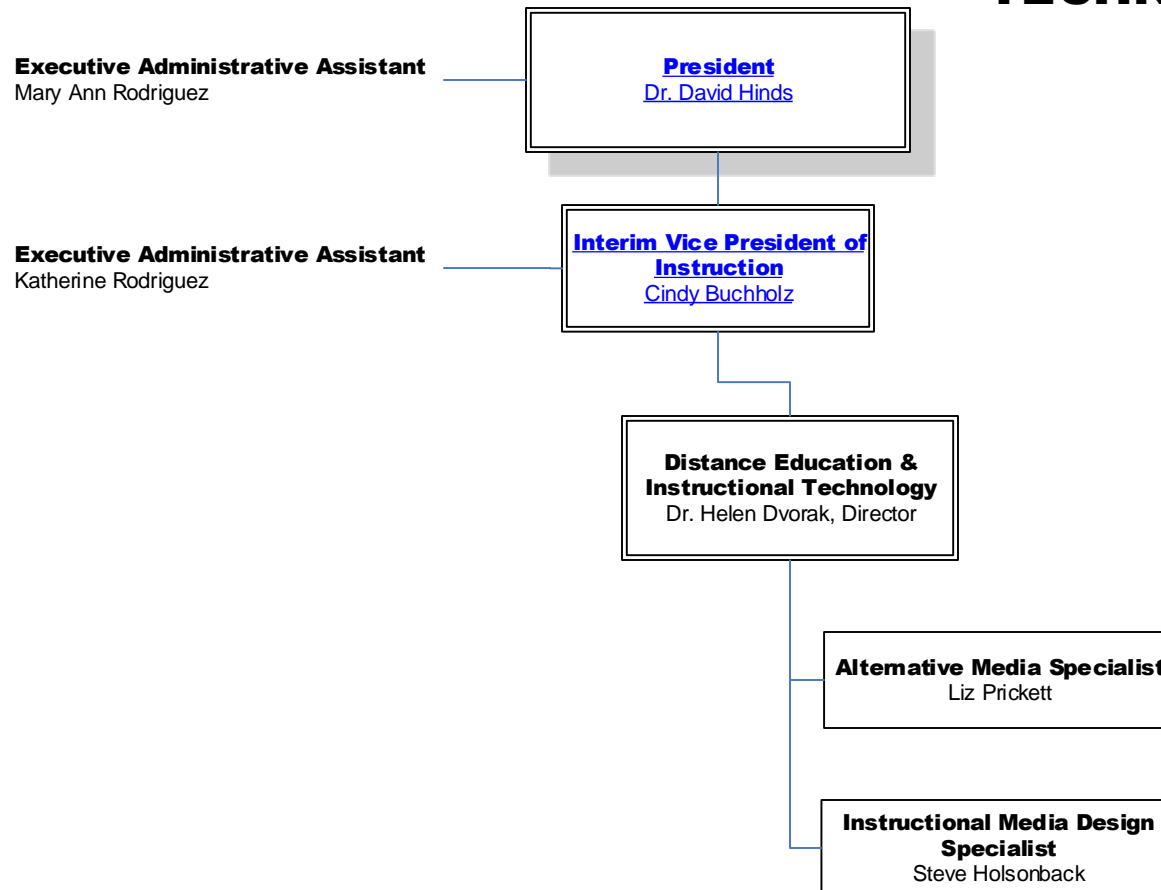 Executive Administrative Assistant
Mary Ann Rodriguez
President
Dr. David Hinds
Executive Administrative Assistant
Katherine Rodriguez
Interim Vice President of
Instruction
Cindy Buchholz
Distance Education &
Instructional Technology
Dr. Helen Dvorak, Director
Alternative Media Specialist
Liz Prickett
Instructional Media Design
Specialist
Steve Holsonback